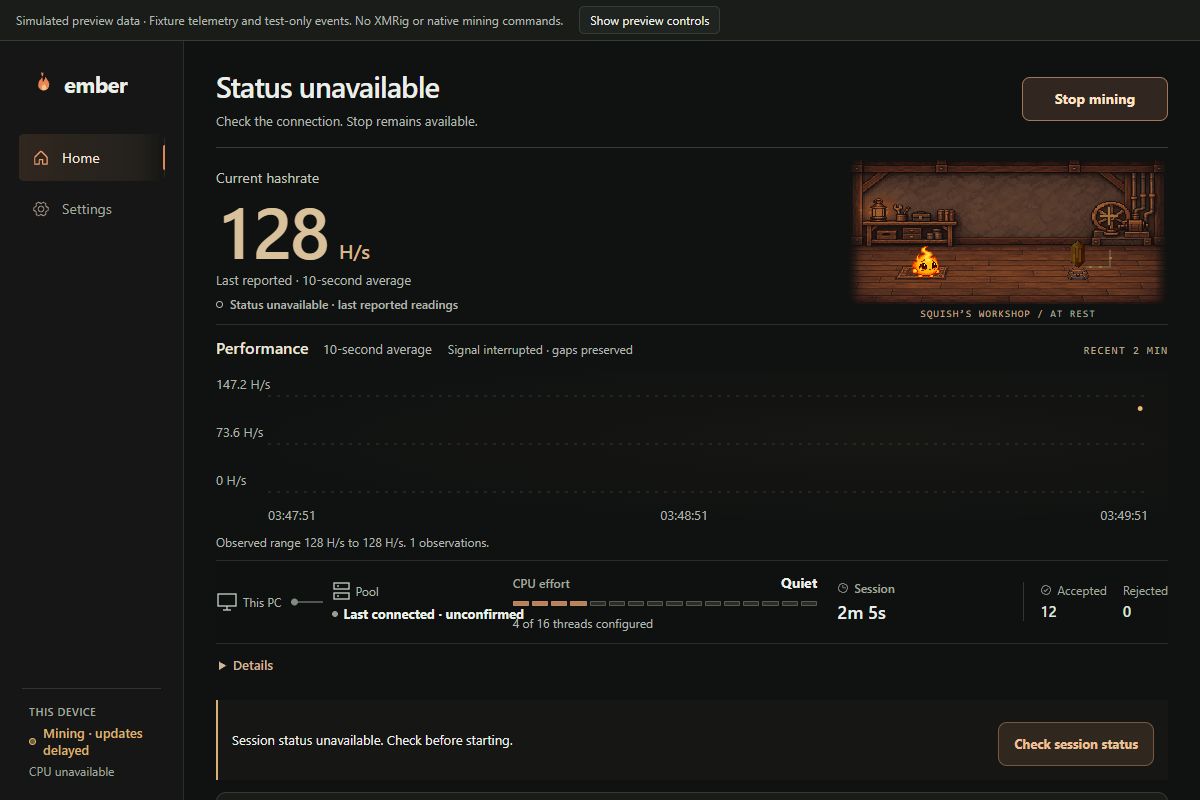 Simulated preview data · Fixture telemetry and test-only events. No XMRig or native mining commands.
Show preview controls
ember
Home
Settings
THIS DEVICE
Mining · updates
delayed
CPU unavailable
Status unavailable
Check the connection. Stop remains available.
Stop mining
Current hashrate
128 H/s
Last reported · 10-second average
Status unavailable · last reported readings
SQUISH'S WORKSHOP / AT REST
Performance 10-second average Signal interrupted · gaps preserved
RECENT 2 MIN
147.2 H/s
73.6 H/s
0 H/s
03:47:51 03:48:51 03:49:51
Observed range 128 H/s to 128 H/s. 1 observations.
This PC
Pool
Last connected · unconfirmed
CPU effort Quiet
4 of 16 threads configured
Session
2m 5s
Accepted
12
Rejected
0
Details
Session status unavailable. Check before starting.
Check session status